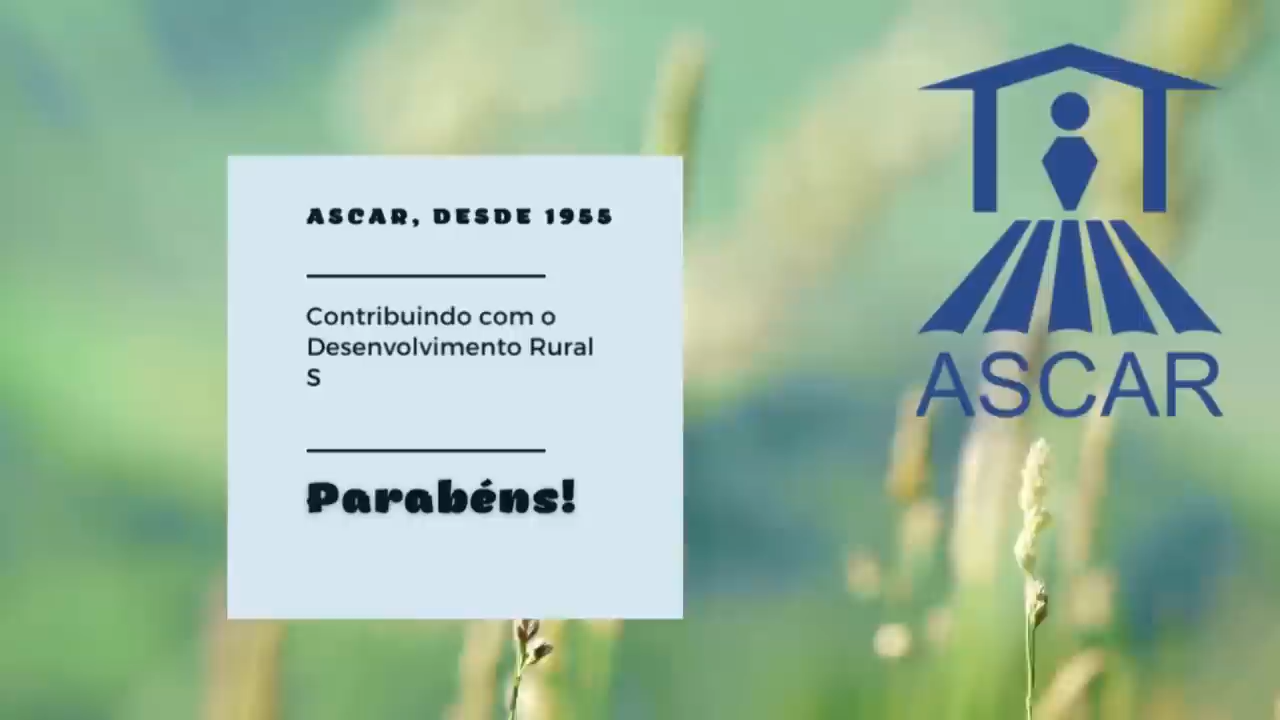 ASCAR, DESDE 1955
Contribuindo com o
Desenvolvimento Rural
S
Parabéns!
ASCAR